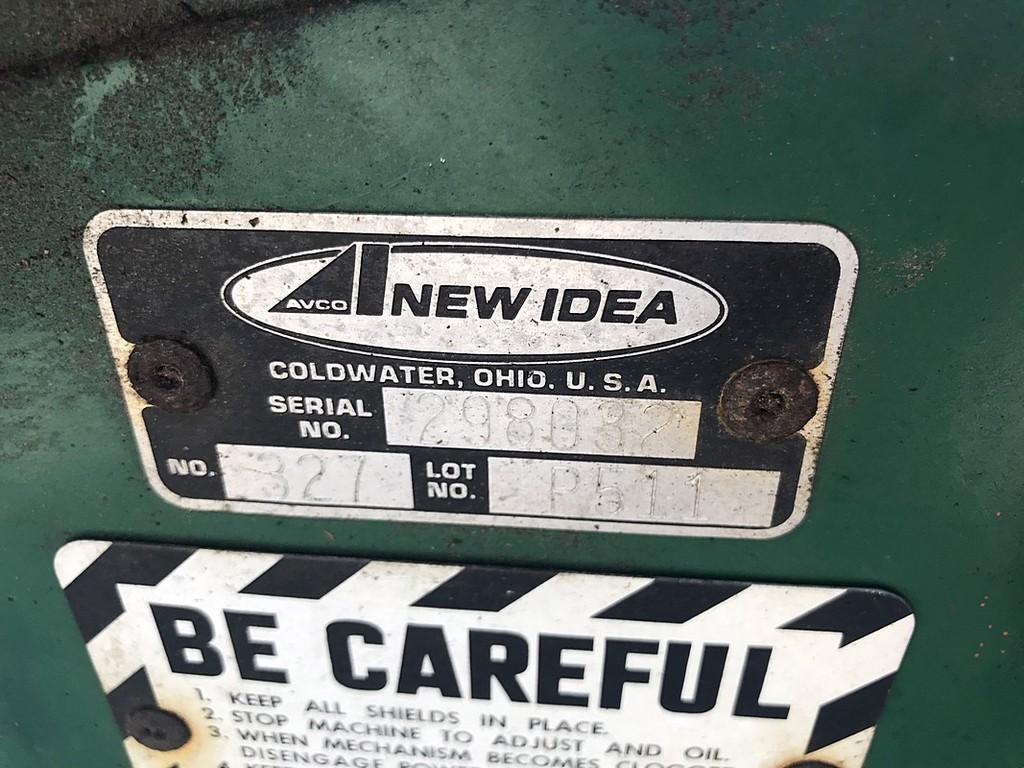 AVCO NEW IDEA
COLDWATER, OHIO, U.S.A.
SERIAL NO. 298032
NO. 327 LOT NO. P511
BE CAREFUL
1. KEEP ALL SHIELDS IN PLACE.
2. STOP MACHINE TO ADJUST AND OIL.
3. WHEN MECHANISM BECOMES CLOGGED
DISENGAGE